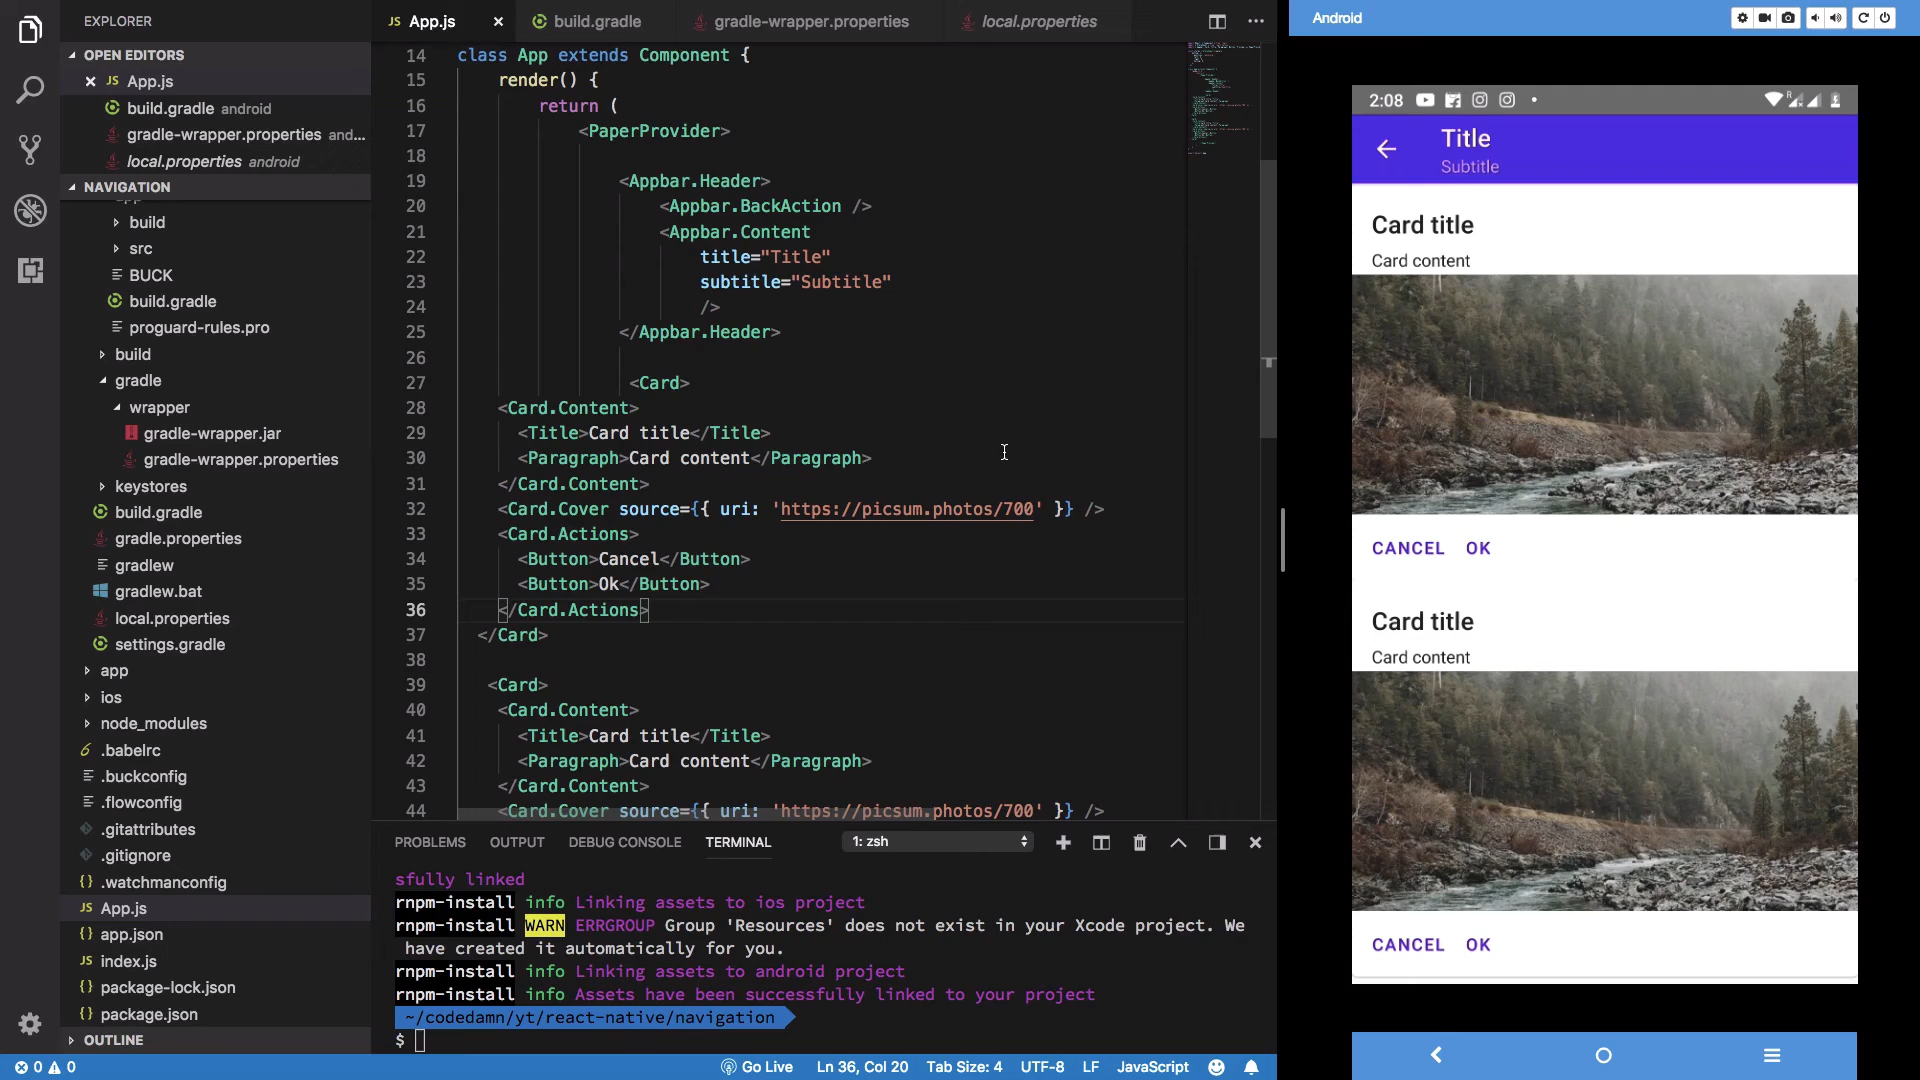 EXPLORER
OPEN EDITORS
App.js
build.gradle android
gradle-wrapper.properties and...
local.properties android
NAVIGATION
build
src
BUCK
build.gradle
proguard-rules.pro
build
gradle
wrapper
gradle-wrapper.jar
gradle-wrapper.properties
keystores
build.gradle
gradle.properties
gradlew
gradlew.bat
local.properties
settings.gradle
app
ios
node_modules
.babelrc
.buckconfig
.flowconfig
.gitattributes
.gitignore
.watchmanconfig
App.js
app.json
index.js
package-lock.json
package.json
OUTLINE
App.js build.gradle gradle-wrapper.properties local.properties
14 class App extends Component {
15 render() {
16 return (
17 <PaperProvider>
18
19 <Appbar.Header>
20 <Appbar.BackAction />
21 <Appbar.Content
22 title="Title"
23 subtitle="Subtitle"
24 />
25 </Appbar.Header>
26
27 <Card>
28 <Card.Content>
29 <Title>Card title</Title>
30 <Paragraph>Card content</Paragraph>
31 </Card.Content>
32 <Card.Cover source={{ uri: 'https://picsum.photos/700' }} />
33 <Card.Actions>
34 <Button>Cancel</Button>
35 <Button>Ok</Button>
36 </Card.Actions>
37 </Card>
38
39 <Card>
40 <Card.Content>
41 <Title>Card title</Title>
42 <Paragraph>Card content</Paragraph>
43 </Card.Content>
44 <Card.Cover source={{ uri: 'https://picsum.photos/700' }} />
PROBLEMS OUTPUT DEBUG CONSOLE TERMINAL 1: zsh
sfully linked
rnpm-install info Linking assets to ios project
rnpm-install WARN ERRGROUP Group 'Resources' does not exist in your Xcode project. We
have created it automatically for you.
rnpm-install info Linking assets to android project
rnpm-install info Assets have been successfully linked to your project
~/codedamn/yt/react-native/navigation
$
0 0 Go Live Ln 36, Col 20 Tab Size: 4 UTF-8 LF JavaScript
Android
2:08
Title
Subtitle
Card title
Card content
CANCEL OK
Card title
Card content
CANCEL OK